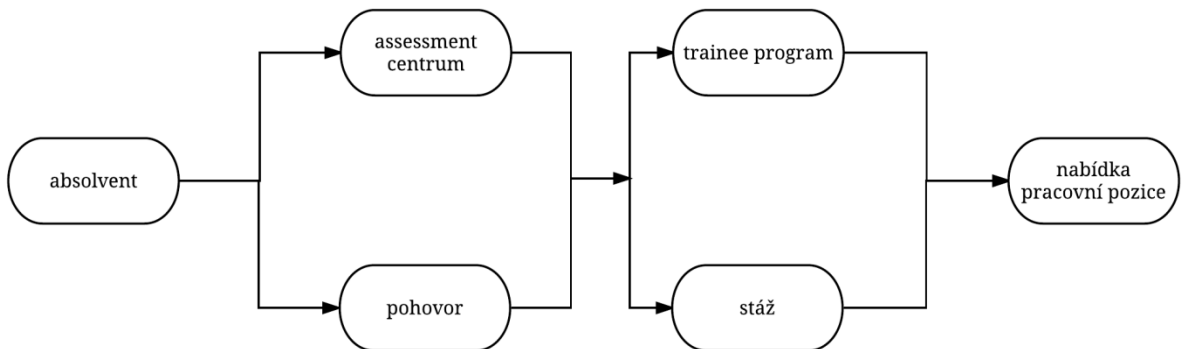 absolvent
assessment
centrum
pohovor
trainee program
stáž
nabídka
pracovní pozice